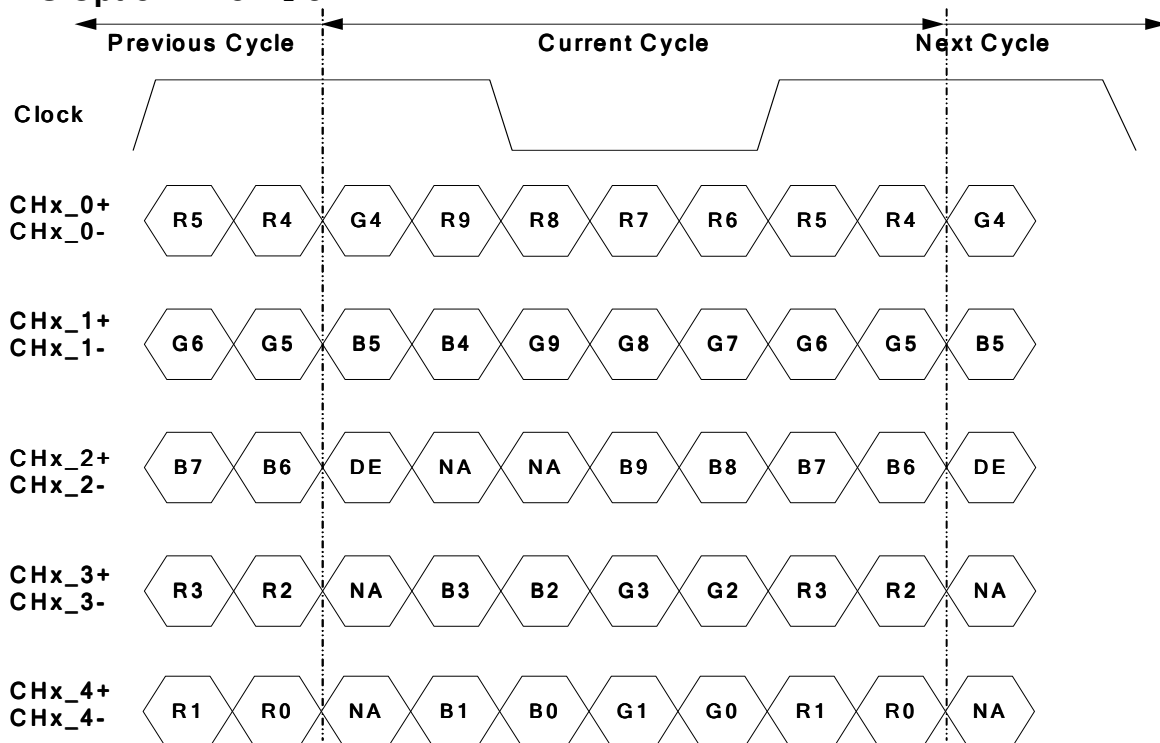 Previous Cycle Current Cycle Next Cycle
Clock
CHx_0+
CHx_0-
R5 R4 G4 R9 R8 R7 R6 R5 R4 G4
CHx_1+
CHx_1-
G6 G5 B5 B4 G9 G8 G7 G6 G5 B5
CHx_2+
CHx_2-
B7 B6 DE NA NA B9 B8 B7 B6 DE
CHx_3+
CHx_3-
R3 R2 NA B3 B2 G3 G2 R3 R2 NA
CHx_4+
CHx_4-
R1 R0 NA B1 B0 G1 G0 R1 R0 NA